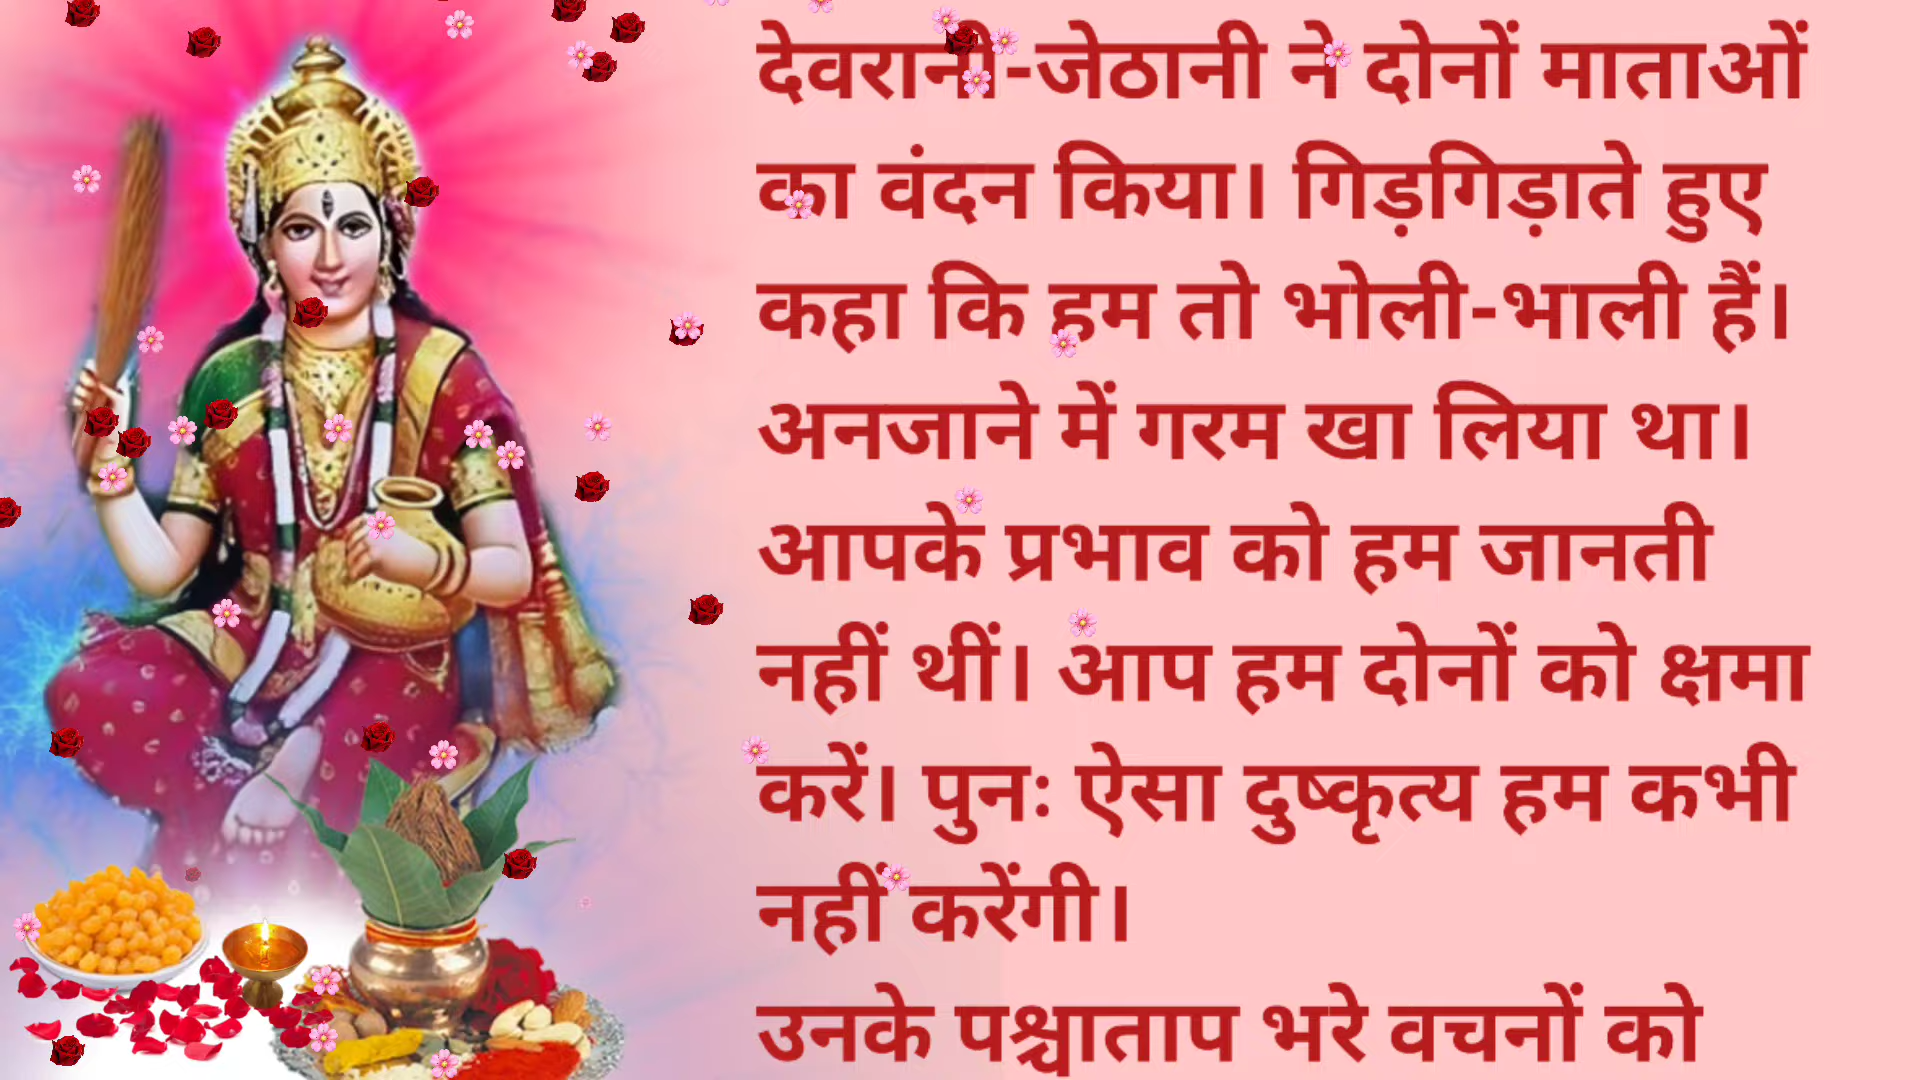 देवरानी-जेठानी ने दोनों माताओं
का वंदन किया। गिड़गिड़ाते हुए
कहा कि हम तो भोली-भाली हैं।
अनजाने में गरम खा लिया था।
आपके प्रभाव को हम जानती
नहीं थीं। आप हम दोनों को क्षमा
करें। पुनः ऐसा दुष्कृत्य हम कभी
नहीं करेंगी।
उनके पश्चाताप भरे वचनों को